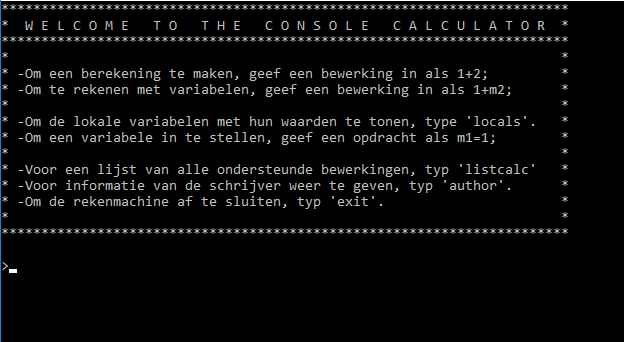 ***********************************************************************
* W E L C O M E   T O   T H E   C O N S O L E   C A L C U L A T O R *
***********************************************************************
*                                                                     *
* -Om een berekening te maken, geef een bewerking in als 1+2;         *
* -Om te rekenen met variabelen, geef een bewerking in als 1+m2;      *
*                                                                     *
* -Om de lokale variabelen met hun waarden te tonen, type 'locals'.   *
* -Om een variabele in te stellen, geef een opdracht als m1=1;        *
*                                                                     *
* -Voor een lijst van alle ondersteunde bewerkingen, typ 'listcalc'   *
* -Voor informatie van de schrijver weer te geven, typ 'author'.      *
* -Om de rekenmachine af te sluiten, typ 'exit'.                      *
*                                                                     *
***********************************************************************
>